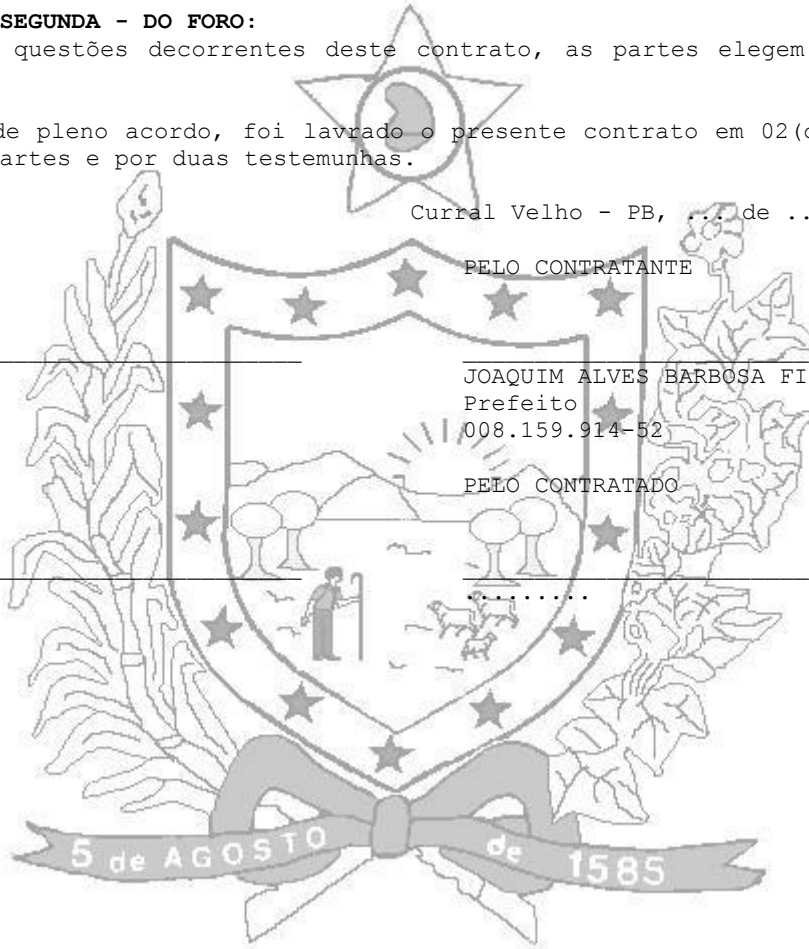 SEGUNDA - DO FORO:
questões decorrentes deste contrato, as partes elegem
de pleno acordo, foi lavrado o presente contrato em 02(
artes e por duas testemunhas.
Curral Velho - PB, ... de ..
PELO CONTRATANTE
JOAQUIM ALVES BARBOSA FI
Prefeito
008.159.914-52
PELO CONTRATADO
.........
5 de AGOSTO de 1585